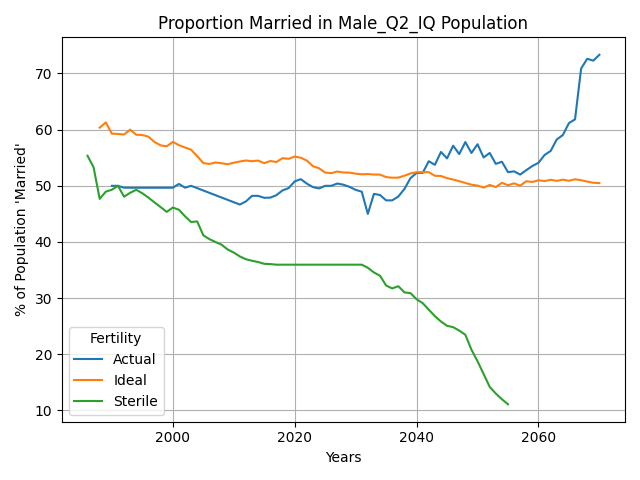 Proportion Married in Male_Q2_IQ Population
% of Population 'Married'
70
60
50
40
30
20
10
Fertility
Actual
Ideal
Sterile
2000
2020
2040
2060
Years